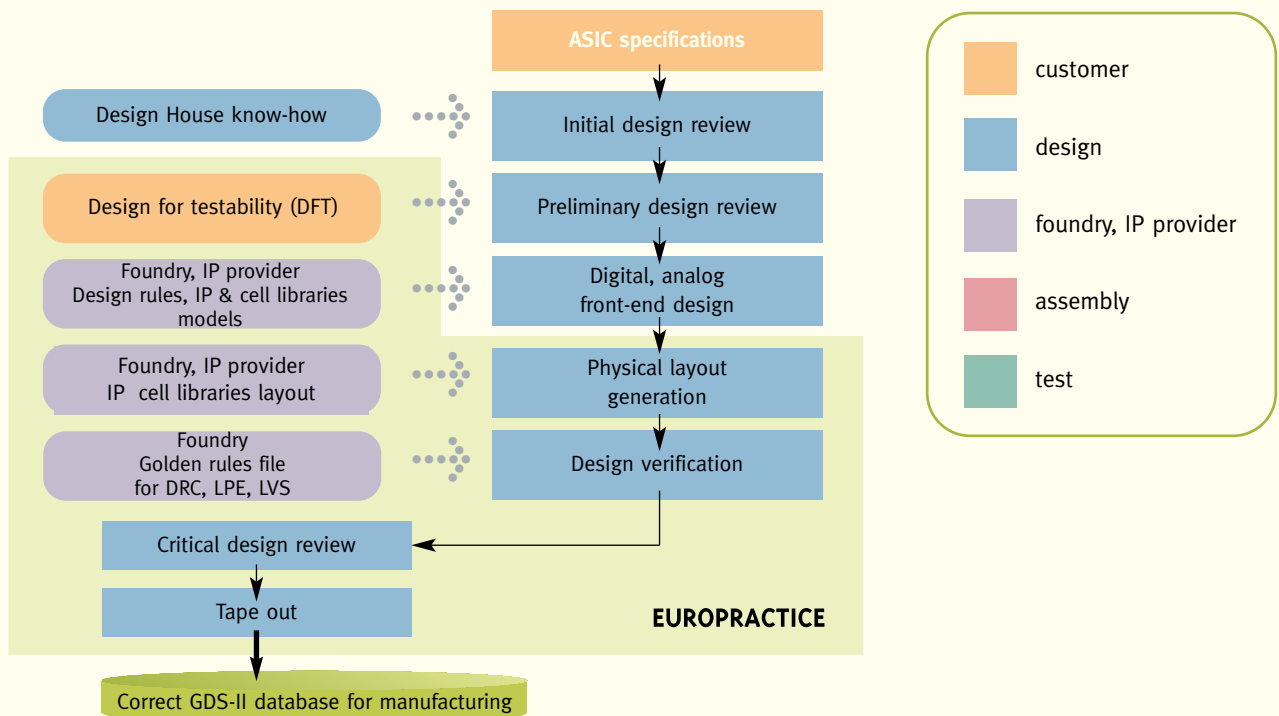 ASIC specifications
Design House know-how
Initial design review
Design for testability (DFT)
Preliminary design review
Foundry, IP provider
Design rules, IP & cell libraries
models
Digital, analog
front-end design
Foundry, IP provider
IP cell libraries layout
Physical layout
generation
Foundry
Golden rules file
for DRC, LPE, LVS
Design verification
Critical design review
Tape out
EUROPRACTICE
Correct GDS-II database for manufacturing
customer
design
foundry, IP provider
assembly
test